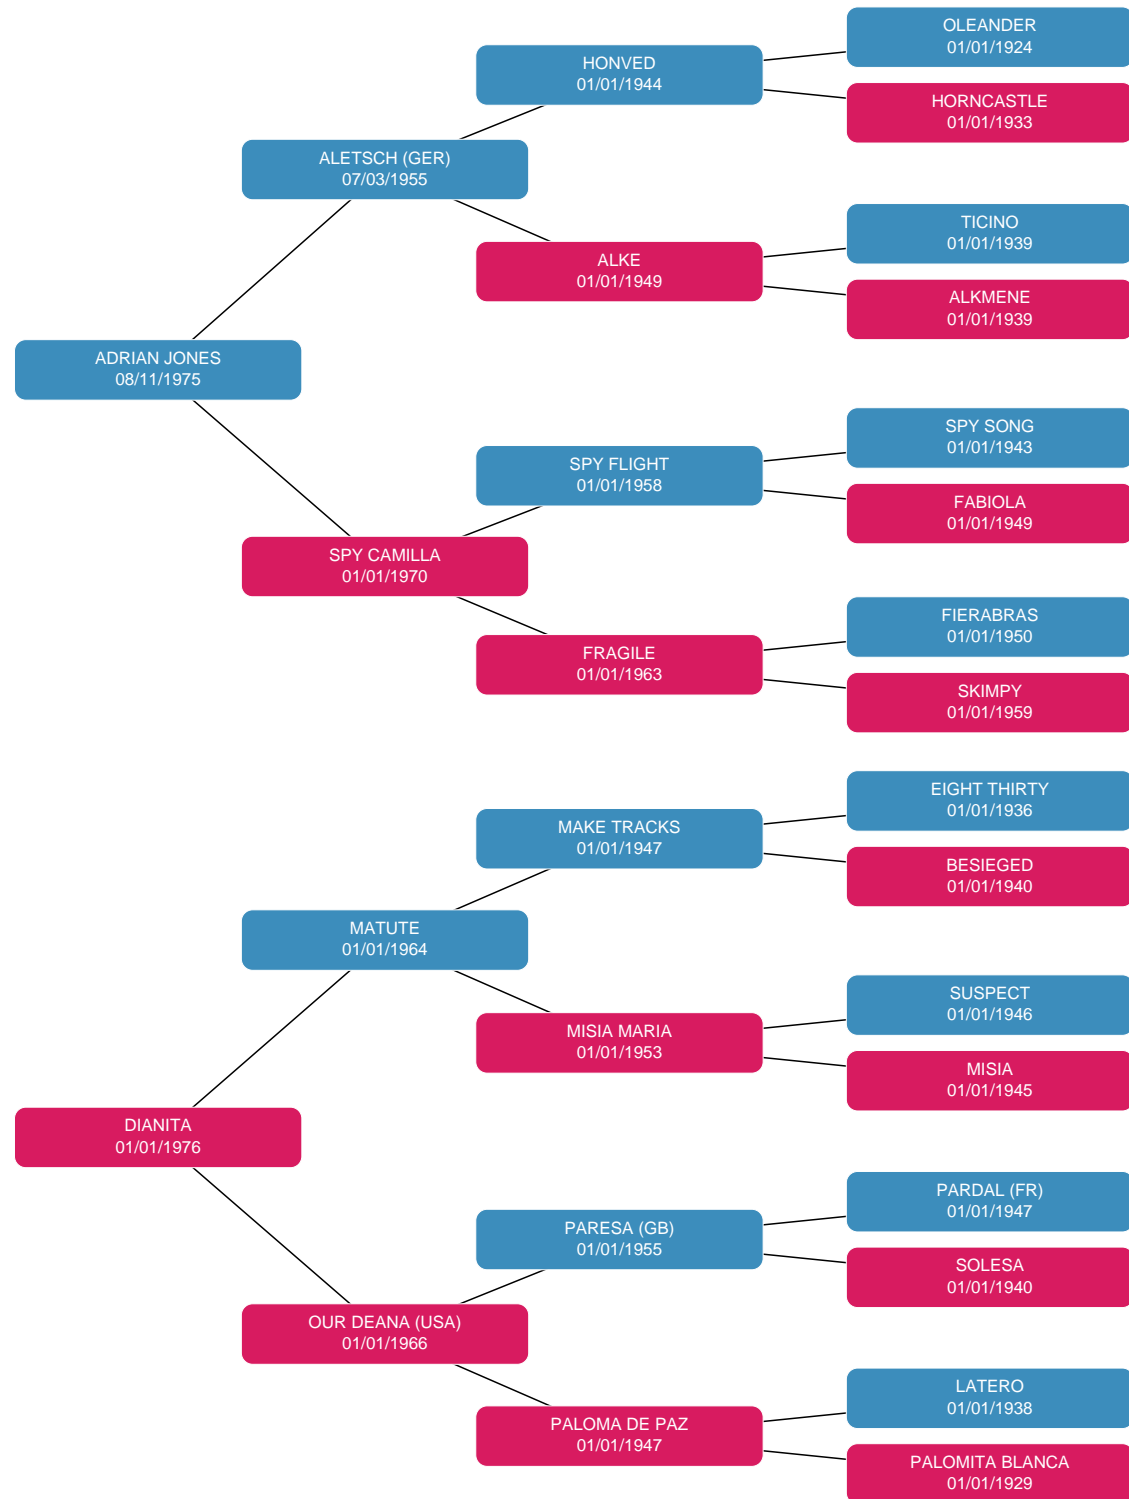 OLEANDER
01/01/1924
HONVED
01/01/1944
HORNCASTLE
01/01/1933
ALETSCH (GER)
07/03/1955
TICINO
01/01/1939
ALKE
01/01/1949
ALKMENE
01/01/1939
ADRIAN JONES
08/11/1975
SPY SONG
01/01/1943
SPY FLIGHT
01/01/1958
FABIOLA
01/01/1949
SPY CAMILLA
01/01/1970
FIERABRAS
01/01/1950
FRAGILE
01/01/1963
SKIMPY
01/01/1959
EIGHT THIRTY
01/01/1936
MAKE TRACKS
01/01/1947
BESIEGED
01/01/1940
MATUTE
01/01/1964
SUSPECT
01/01/1946
MISIA MARIA
01/01/1953
MISIA
01/01/1945
DIANITA
01/01/1976
PARDAL (FR)
01/01/1947
PARESA (GB)
01/01/1955
SOLESA
01/01/1940
OUR DEANA (USA)
01/01/1966
LATERO
01/01/1938
PALOMA DE PAZ
01/01/1947
PALOMITA BLANCA
01/01/1929